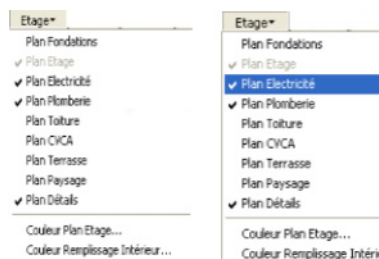 Etage
Plan Fondations
Plan Etage
Plan Electricité
Plan Plomberie
Plan Toiture
Plan CVCA
Plan Terrasse
Plan Paysage
Plan Détails
Couleur Plan Etage...
Couleur Remplissage Intérieur...
Etage
Plan Fondations
Plan Etage
Plan Electricité
Plan Plomberie
Plan Toiture
Plan CVCA
Plan Terrasse
Plan Paysage
Plan Détails
Couleur Plan Etage...
Couleur Remplissage Intérie